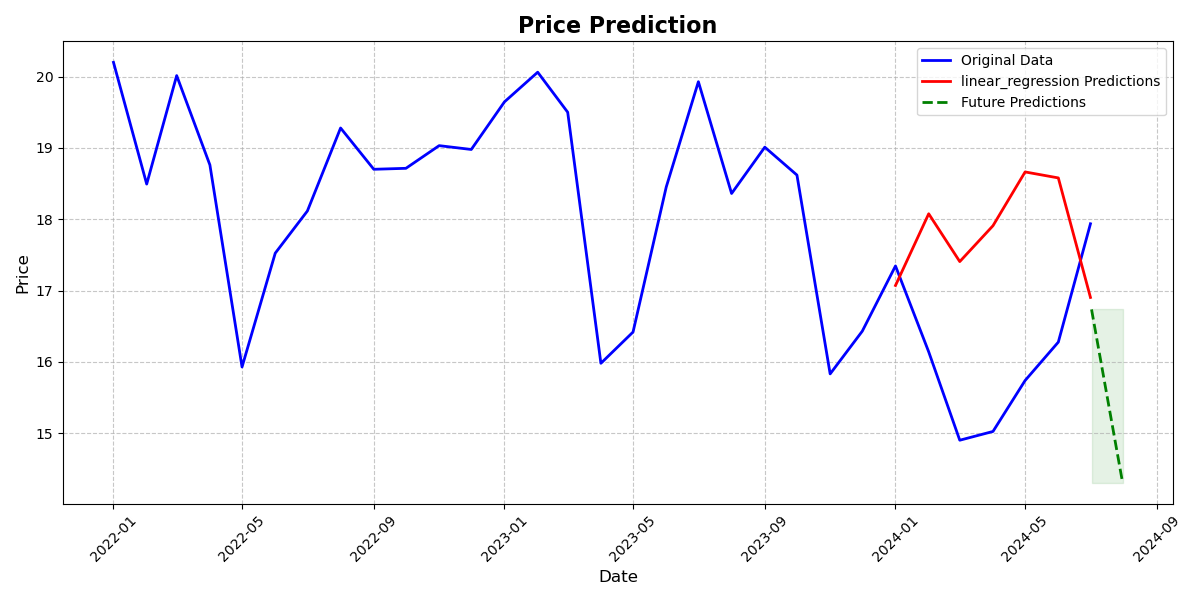 Price Prediction
Original Data
linear_regression Predictions
Future Predictions
Price
20
19
18
17
16
15
2022-01
2022-05
2022-09
2023-01
2023-05
2023-09
2024-01
2024-05
2024-09
Date